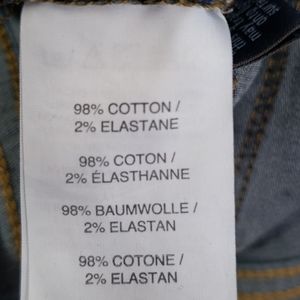 98% COTTON /
2% ELASTANE
98% COTON /
2% ÉLASTHANNE
98% BAUMWOLLE /
2% ELASTAN
98% COTONE /
2% ELASTAN